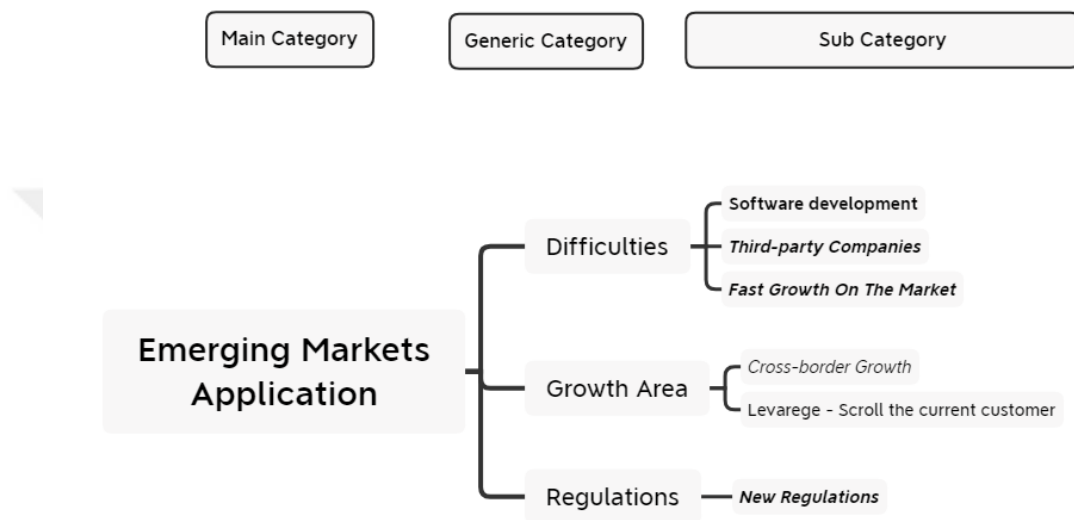 Main Category
Generic Category
Sub Category
Software development
Difficulties
Third-party Companies
Fast Growth On The Market
Emerging Markets
Application
Cross-border Growth
Growth Area
Levarege - Scroll the current customer
Regulations
New Regulations